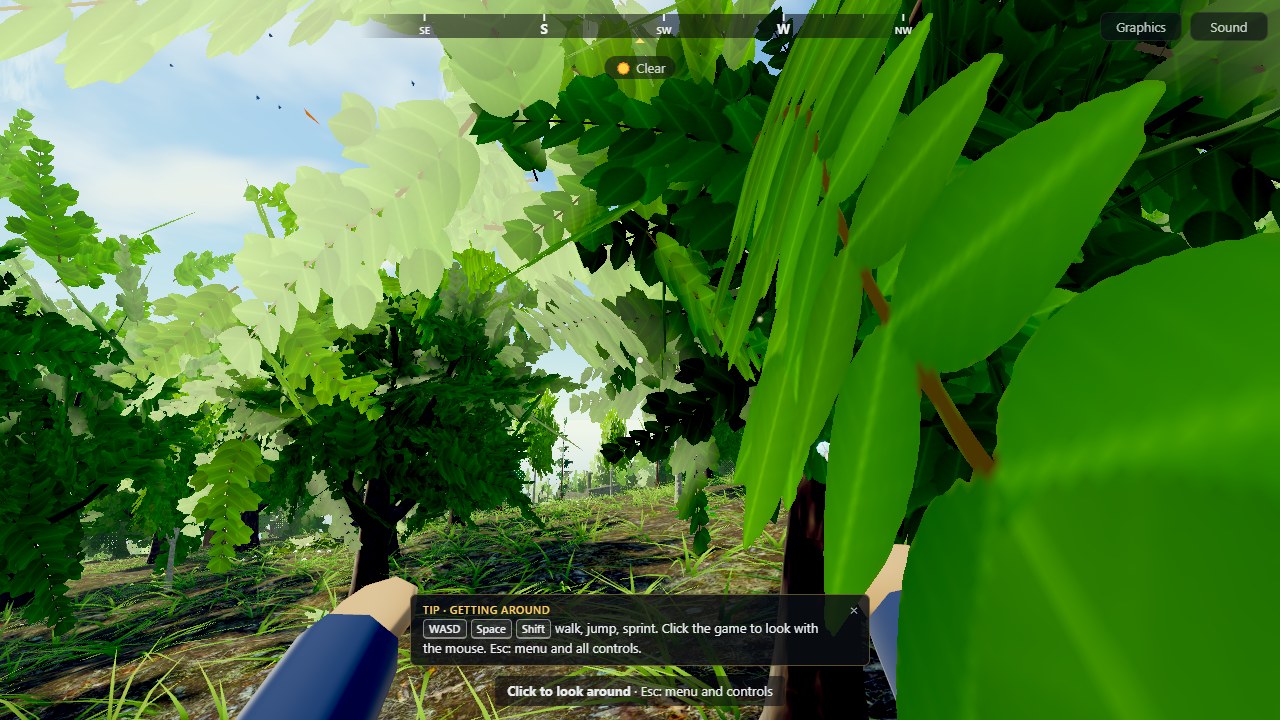 SE S SW W NW
Graphics
Sound
Clear
TIP · GETTING AROUND
×
WASD Space Shift walk, jump, sprint. Click the game to look with
the mouse. Esc: menu and all controls.
Click to look around · Esc: menu and controls